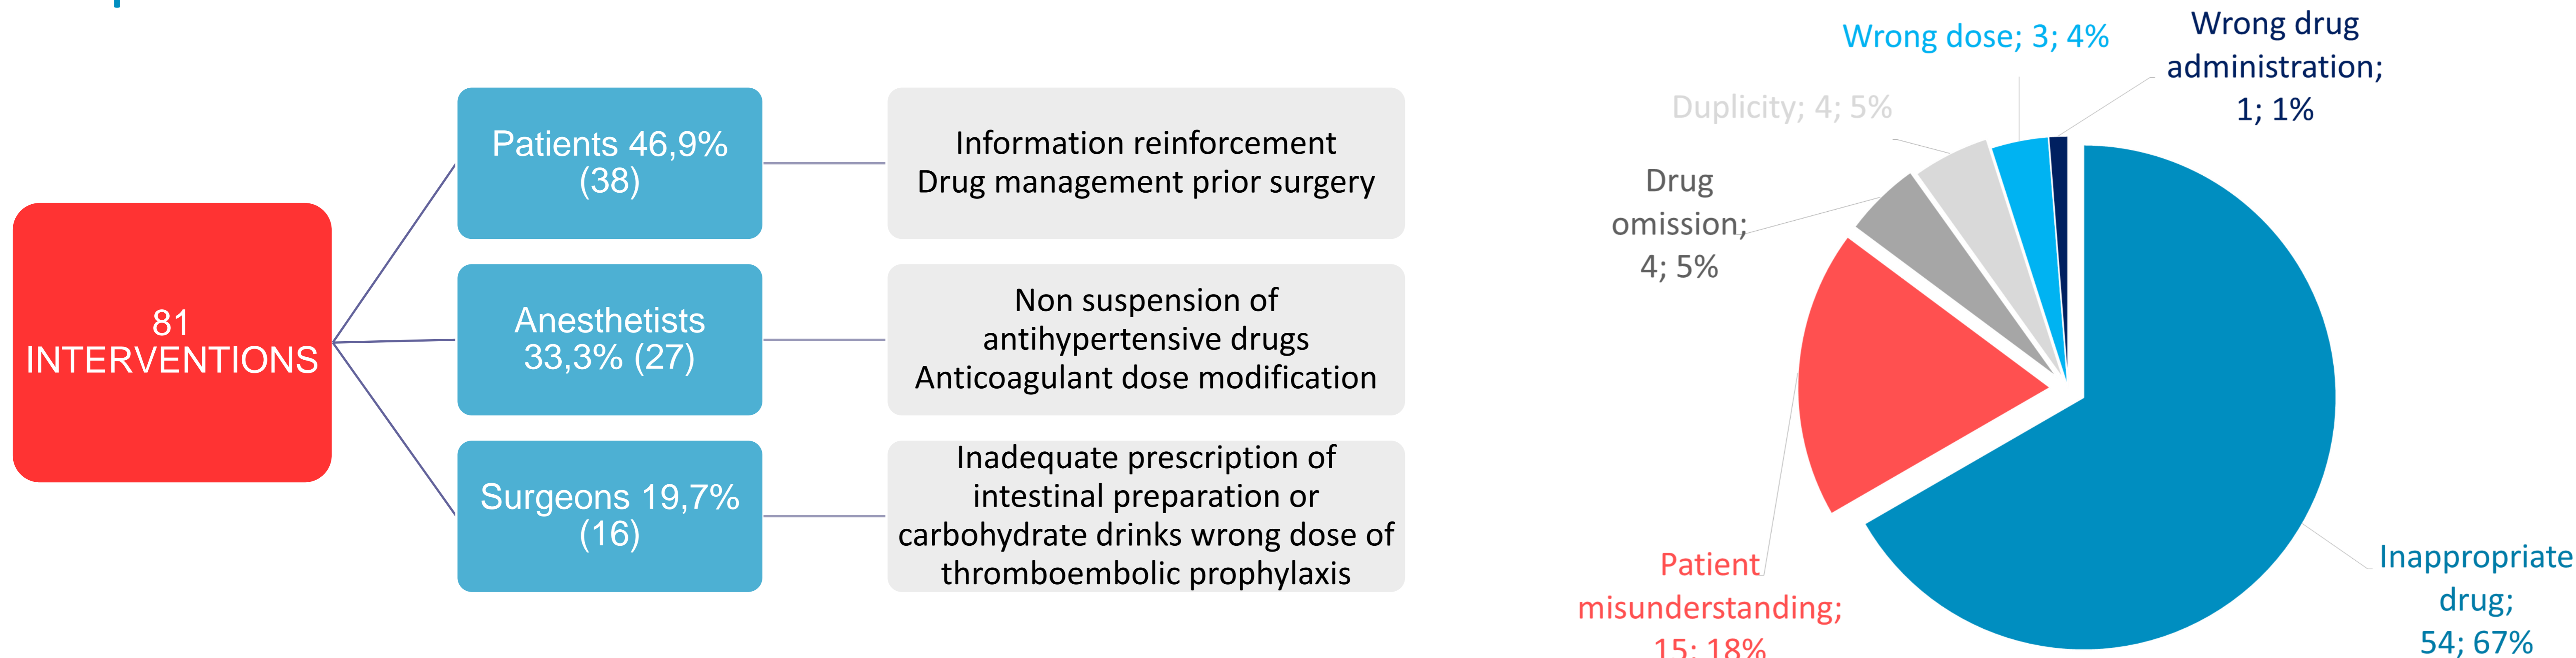 81
INTERVENTIONS
Patients 46,9%
(38)
Information reinforcement
Drug management prior surgery
Anesthetists
33,3% (27)
Non suspension of
antihypertensive drugs
Anticoagulant dose modification
Surgeons 19,7%
(16)
Inadequate prescription of
intestinal preparation or
carbohydrate drinks wrong dose of
thromboembolic prophylaxis
Wrong dose; 3; 4%
Wrong drug
administration;
1; 1%
Duplicity; 4; 5%
Drug
omission;
4; 5%
Patient
misunderstanding;
15; 18%
Inappropriate
drug;
54; 67%